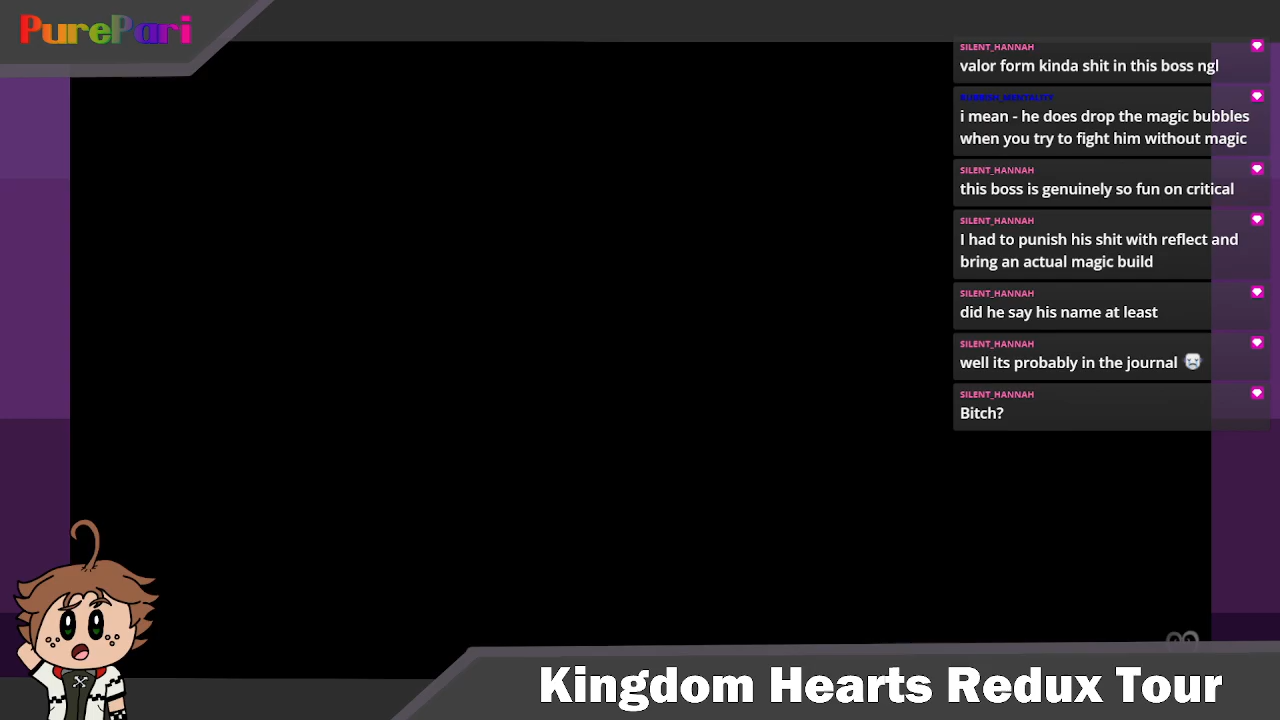 PurePari
SILENT_HANNAH
valor form kinda shit in this boss ngl
i mean - he does drop the magic bubbles
when you try to fight him without magic
SILENT_HANNAH
this boss is genuinely so fun on critical
SILENT_HANNAH
I had to punish his shit with reflect and
bring an actual magic build
SILENT_HANNAH
did he say his name at least
SILENT_HANNAH
well its probably in the journal
SILENT_HANNAH
Bitch?
Kingdom Hearts Redux Tour